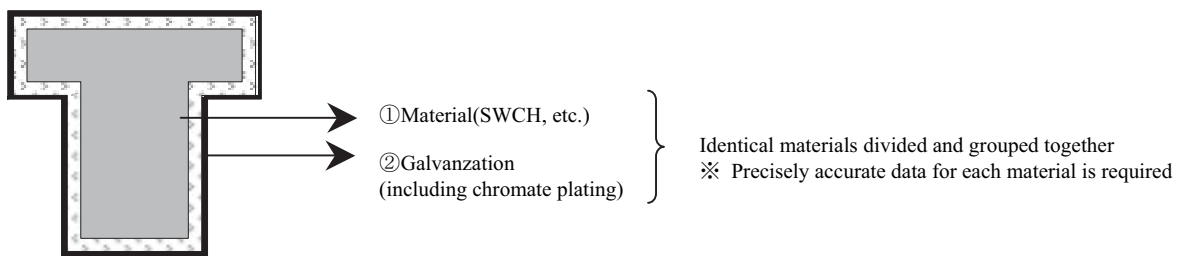 ①Material(SWCH, etc.)
②Galvanzation
(including chromate plating)
Identical materials divided and grouped together
※ Precisely accurate data for each material is required